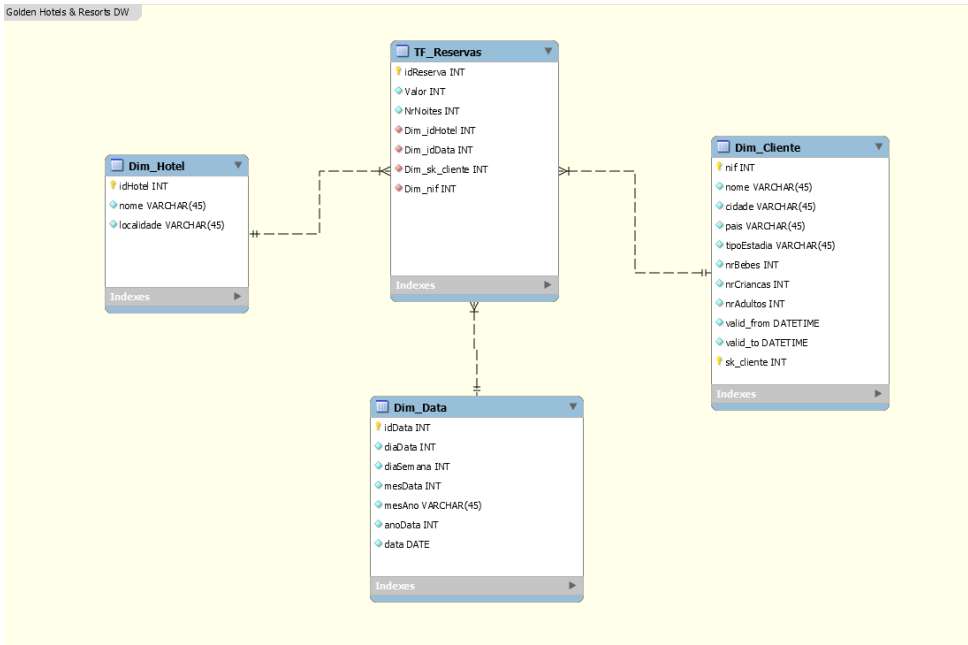 Golden Hotels & Resorts DW
TF_Reservas
idReserva INT
Valor INT
NrNoites INT
Dim_idHotel INT
Dim_idData INT
Dim_sk_cliente INT
Dim_nif INT
Indexes
Dim_Hotel
idHotel INT
nome VARCHAR(45)
localidade VARCHAR(45)
Indexes
Dim_Cliente
nif INT
nome VARCHAR(45)
cidade VARCHAR(45)
pais VARCHAR(45)
tipoEstadia VARCHAR(45)
nrBebes INT
nrCriancas INT
nrAdultos INT
valid_from DATETIME
valid_to DATETIME
sk_cliente INT
Indexes
Dim_Data
idData INT
diaData INT
diaSemana INT
mesData INT
mesAno VARCHAR(45)
anoData INT
data DATE
Indexes